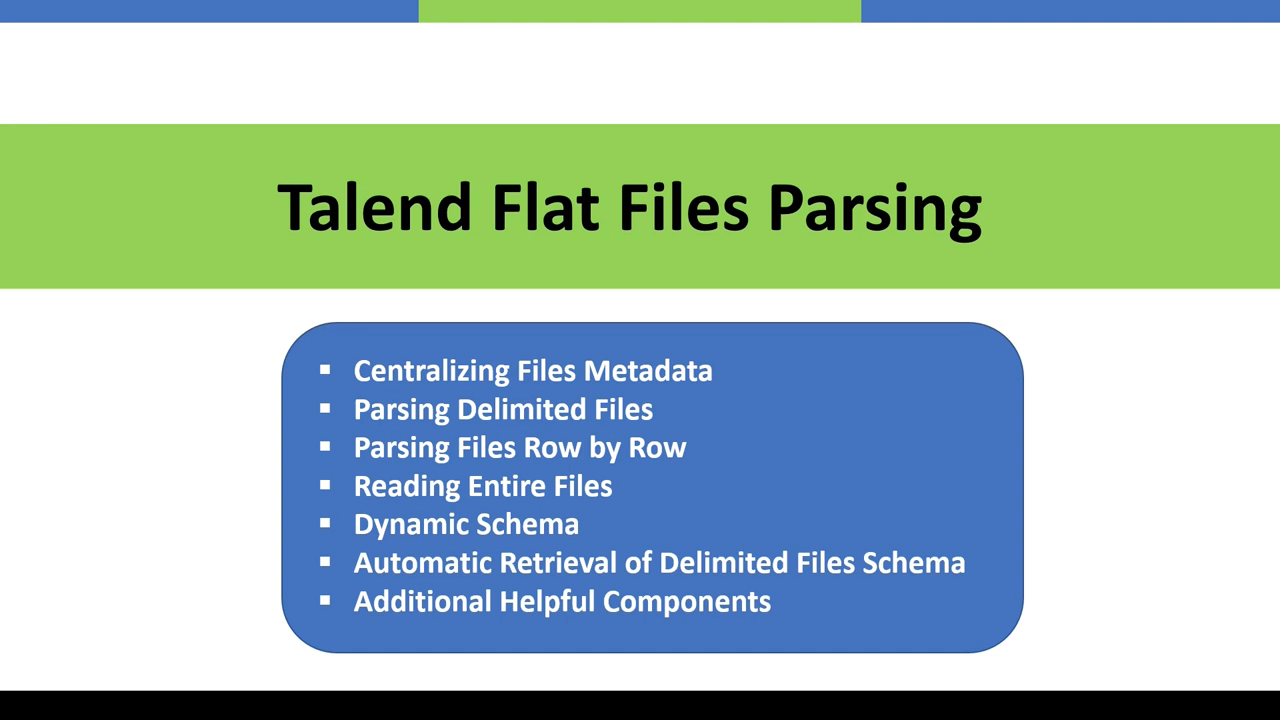 Talend Flat Files Parsing
▪ Centralizing Files Metadata
▪ Parsing Delimited Files
▪ Parsing Files Row by Row
▪ Reading Entire Files
▪ Dynamic Schema
▪ Automatic Retrieval of Delimited Files Schema
▪ Additional Helpful Components